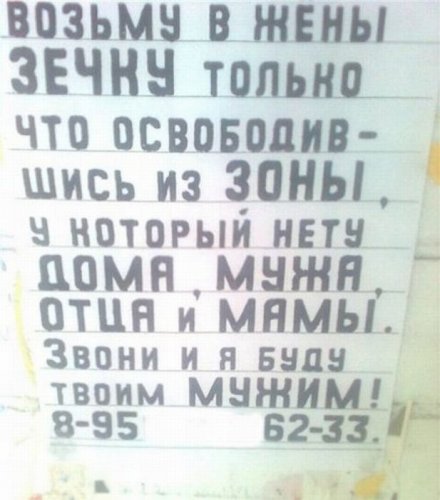 ВОЗЬМУ В ЖЕНЫ
ЗЕЧКУ ТОЛЬКО
ЧТО ОСВОБОДИВ-
ШИСЬ ИЗ ЗОНЫ,
У КОТОРЫЙ НЕТУ
ДОМА, МУЖА,
ОТЦА И МАМЫ.
ЗВОНИ И Я БУДУ
ТВОИМ МУЖИМ!
8-95 62-33.